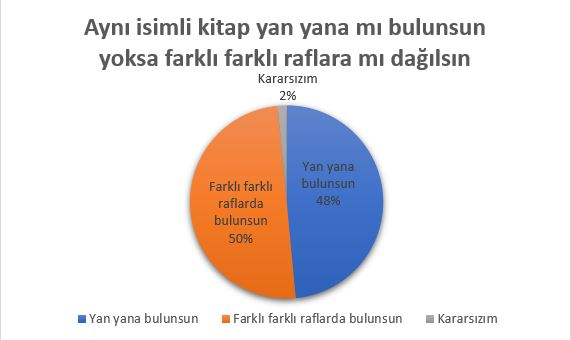 Aynı isimli kitap yan yana mı bulunsun
yoksa farklı farklı raflara mı dağılsın
Kararsızım
2%
Yan yana
bulunsun
48%
Farklı farklı
raflarda
bulunsun
50%
Yan yana bulunsun
Farklı farklı raflarda bulunsun
Kararsızım